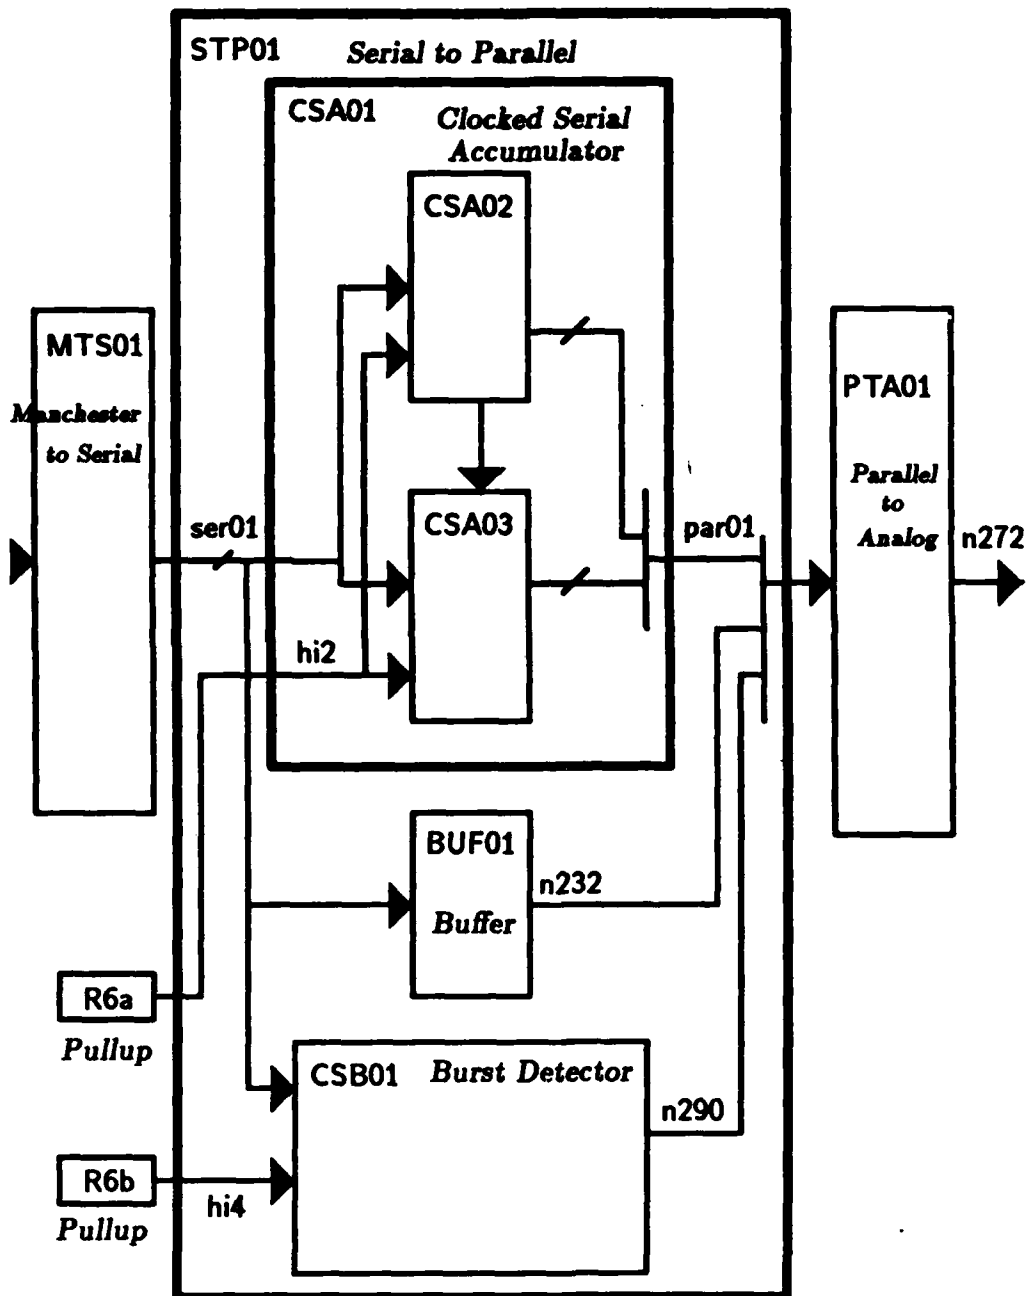 STP01
Serial to Parallel
CSA01
Clocked Serial
Accumulator
CSA02
MTS01
Manchester
to Serial
PTA01
Parallel
to
Analog
n272
ser01
CSA03
par01
hi2
BUF01
n232
Buffer
R6a
Pullup
CSB01
Burst Detector
n290
R6b
hi4
Pullup